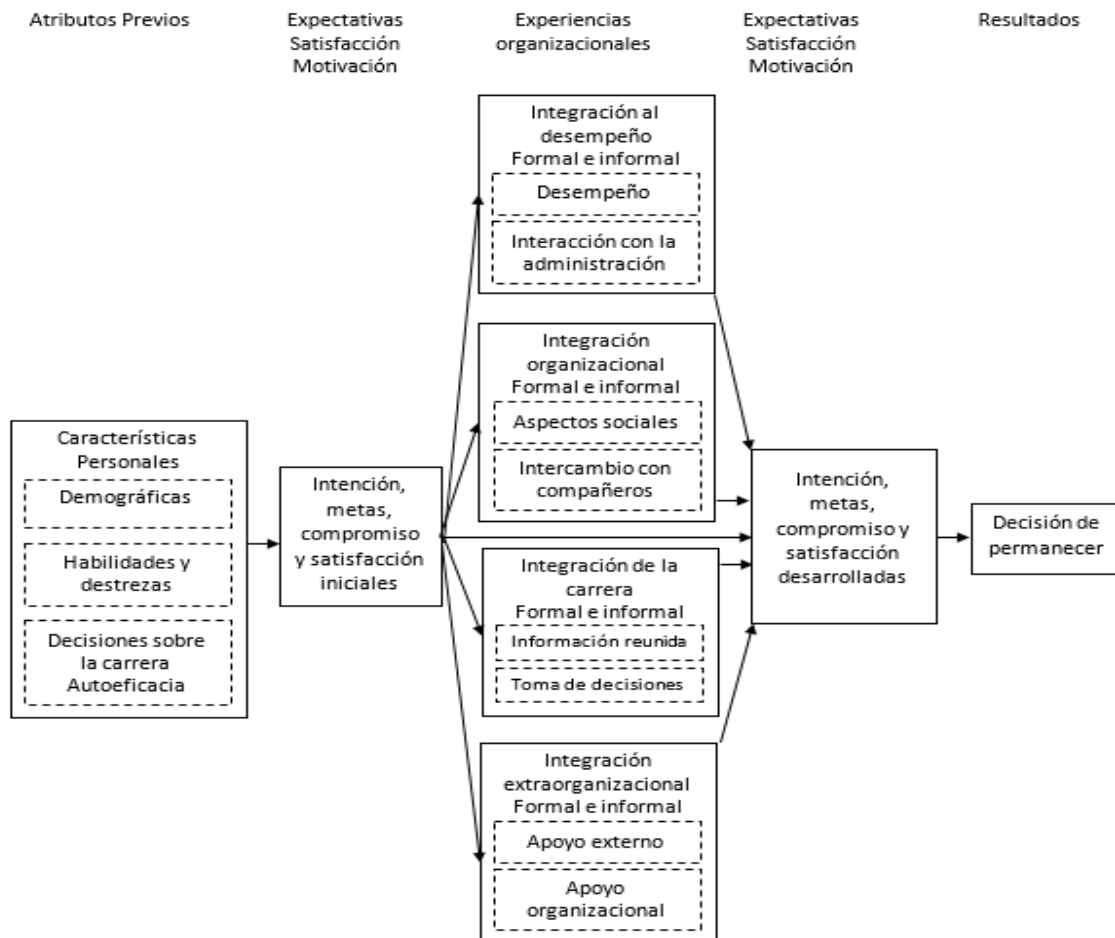 Atributos Previos
Expectativas
Satisfacción
Motivación
Experiencias
organizacionales
Expectativas
Satisfacción
Motivación
Resultados
Características
Personales
Demográficas
Habilidades y
destrezas
Decisiones sobre
la carrera
Autoeficacia
Intención,
metas,
compromiso
y satisfacción
iniciales
Integración al
desempeño
Formal e informal
Desempeño
Interacción con la
administración
Integración
organizacional
Formal e informal
Aspectos sociales
Intercambio con
compañeros
Integración de la
carrera
Formal e informal
Información reunida
Toma de decisiones
Integración
extraorganizacional
Formal e informal
Apoyo externo
Apoyo
organizacional
Intención,
metas,
compromiso y
satisfacción
desarrolladas
Decisión de
permanecer